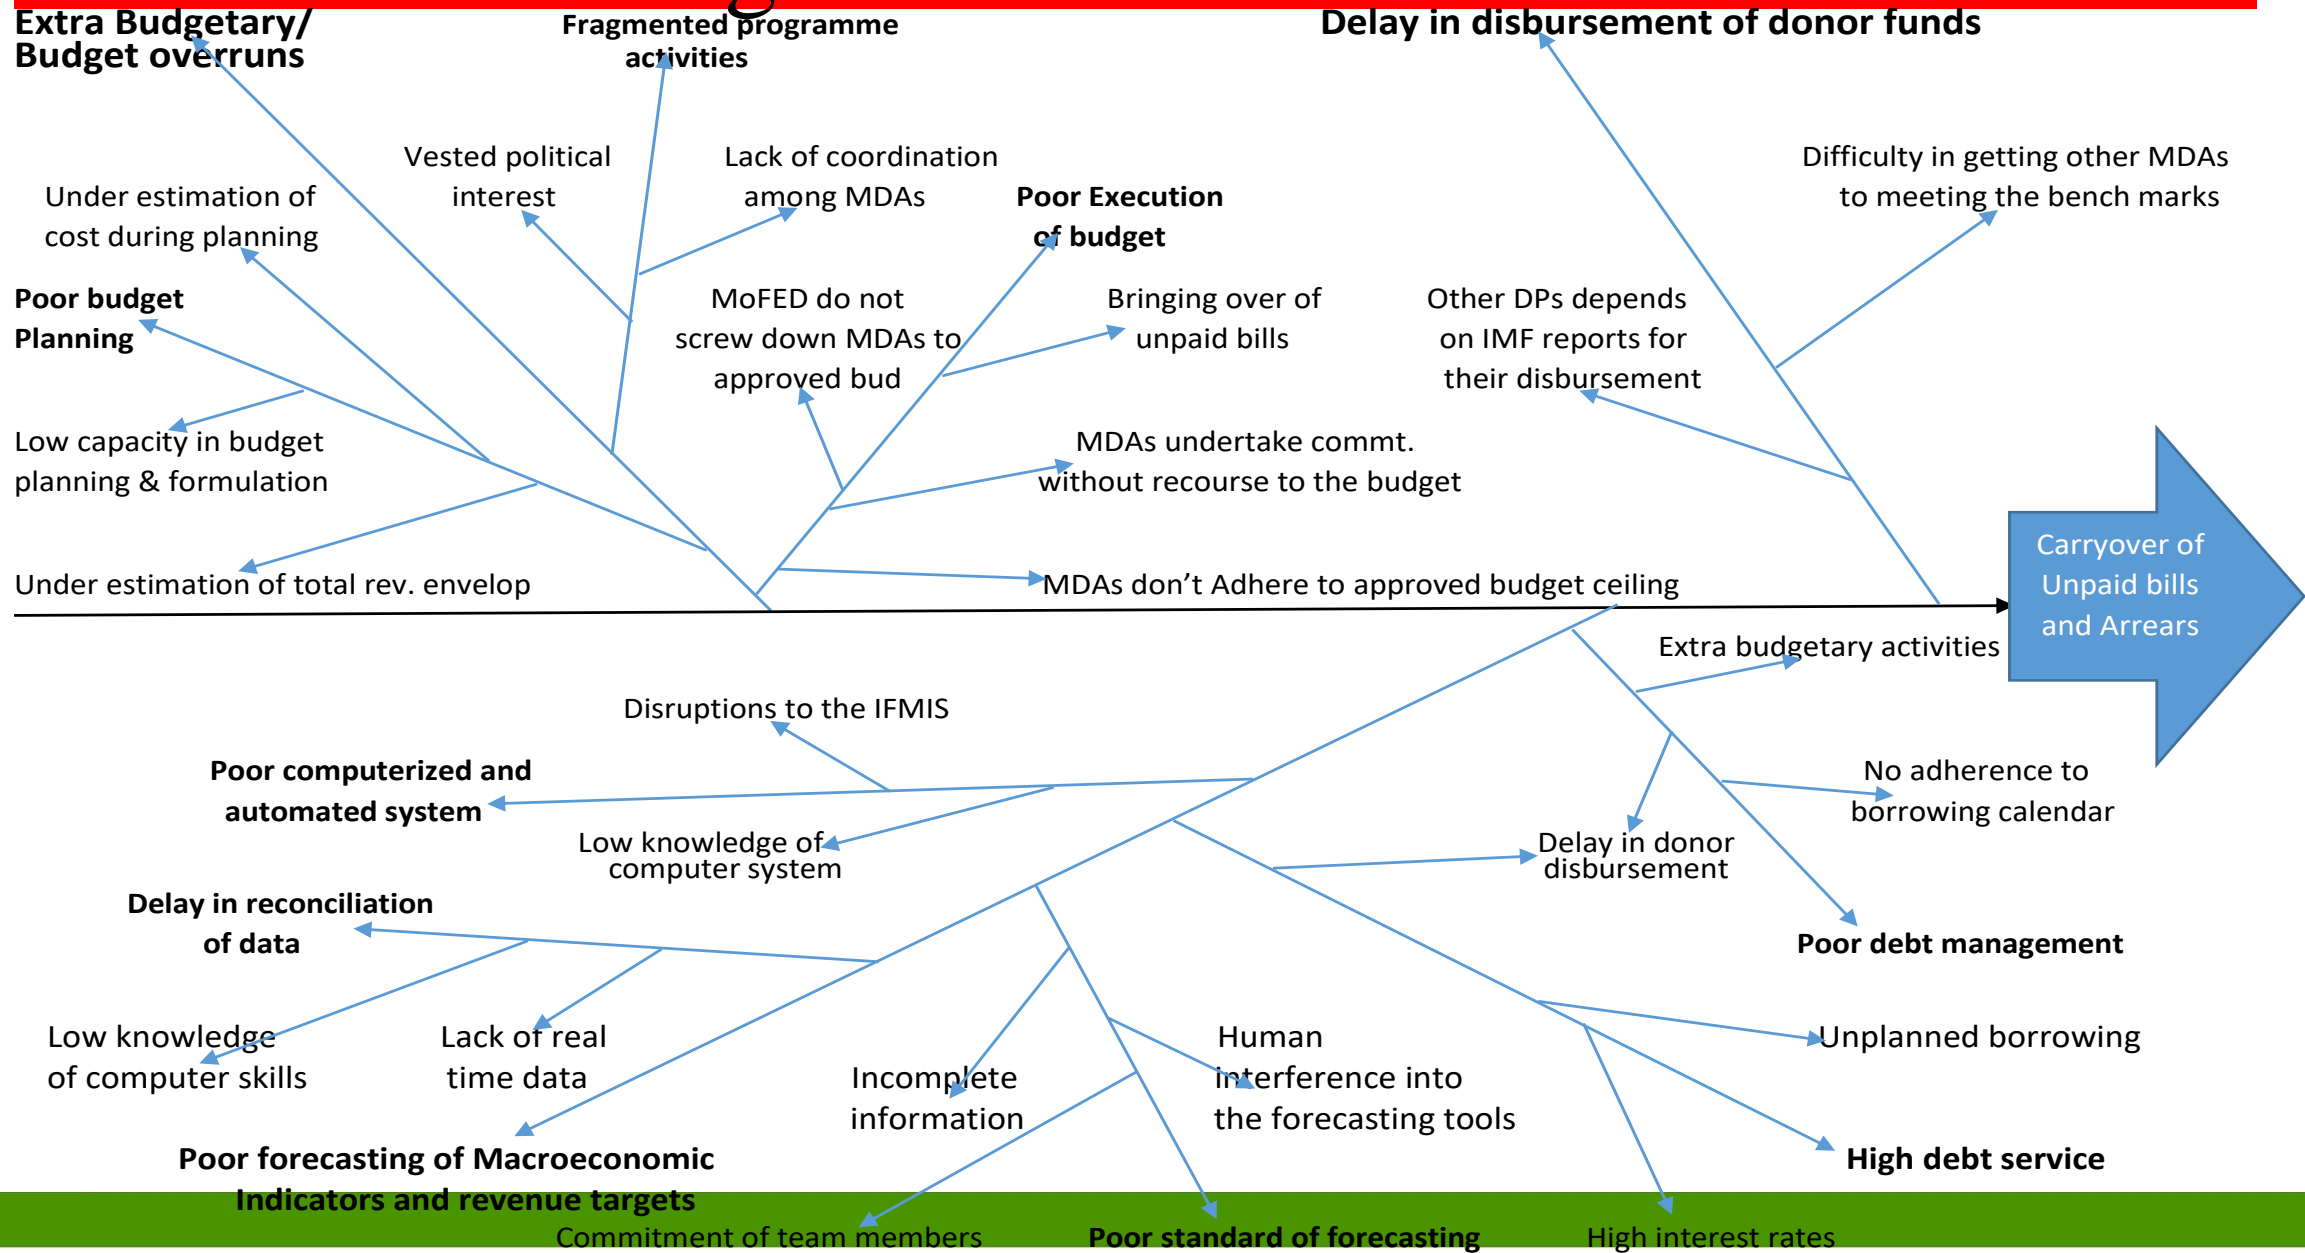 Extra Budgetary/
Budget overruns
Fragmented programme
activities
Delay in disbursement of donor funds
Vested political
interest
Lack of coordination
among MDAs
Difficulty in getting other MDAs
to meeting the bench marks
Under estimation of
cost during planning
Poor Execution
of budget
Poor budget
Planning
MoFED do not
screw down MDAs to
approved bud
Bringing over of
unpaid bills
Other DPs depends
on IMF reports for
their disbursement
Low capacity in budget
planning & formulation
MDAs undertake commt.
without recourse to the budget
Under estimation of total rev. envelop
MDAs don’t Adhere to approved budget ceiling
Carryover of
Unpaid bills
and Arrears
Extra budgetary activities
Disruptions to the IFMIS
Poor computerized and
automated system
No adherence to
borrowing calendar
Low knowledge of
computer system
Delay in donor
disbursement
Delay in reconciliation
of data
Poor debt management
Low knowledge
of computer skills
Lack of real
time data
Incomplete
information
Human
interference into
the forecasting tools
Unplanned borrowing
Poor forecasting of Macroeconomic
Indicators and revenue targets
High debt service
Commitment of team members
Poor standard of forecasting
High interest rates